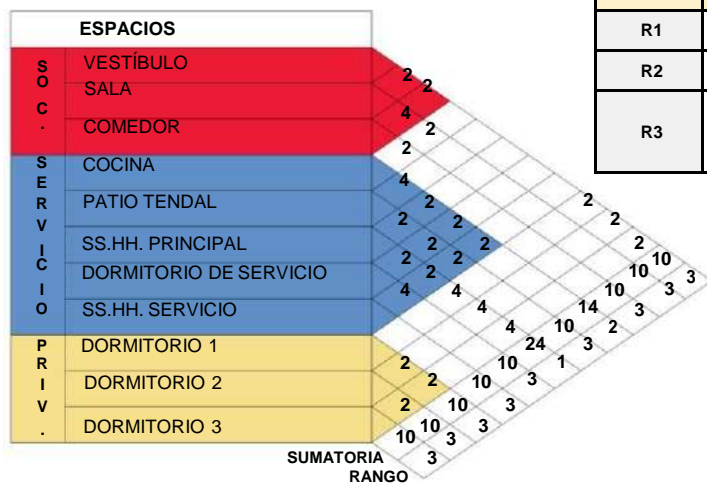 ESPACIOS
SOC.
VESTÍBULO
SALA
COMEDOR
SERVICIO
COCINA
PATIO TENDAL
SS.HH. PRINCIPAL
DORMITORIO DE SERVICIO
SS.HH. SERVICIO
PRIV.
DORMITORIO 1
DORMITORIO 2
DORMITORIO 3
SUMATORIA
RANGO
2
2
4
2
2
4
2
2
2
2
2
2
2
2
4
4
4
4
2
2
2
2
2
2
10 3
10 3
10 3
14 3
10 2
24 3
10 1
10 3
10 3
10 3
10 3
R1
R2
R3